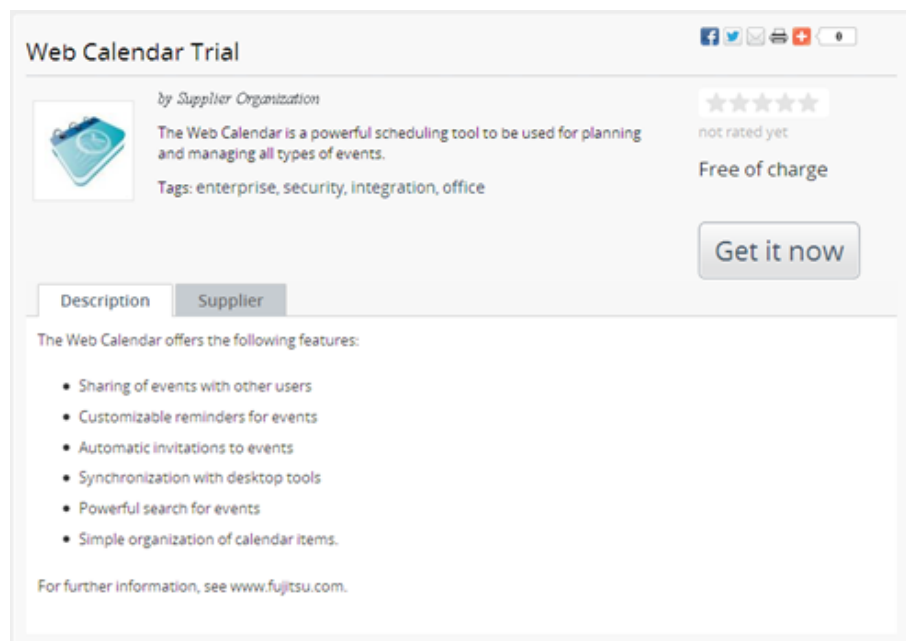 Web Calendar Trial
0
by Supplier Organization
The Web Calendar is a powerful scheduling tool to be used for planning
and managing all types of events.
Tags: enterprise, security, integration, office
not rated yet
Free of charge
Get it now
Description
Supplier
The Web Calendar offers the following features:
• Sharing of events with other users
• Customizable reminders for events
• Automatic invitations to events
• Synchronization with desktop tools
• Powerful search for events
• Simple organization of calendar items.
For further information, see www.fujitsu.com.